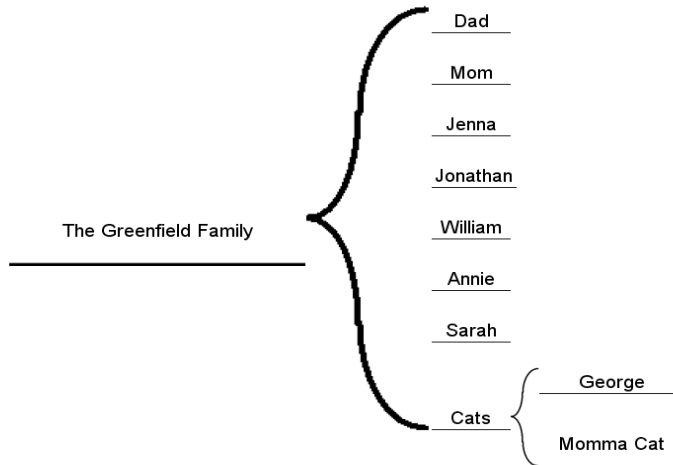 Dad
Mom
Jenna
Jonathan
The Greenfield Family
William
Annie
Sarah
Cats
George
Momma Cat